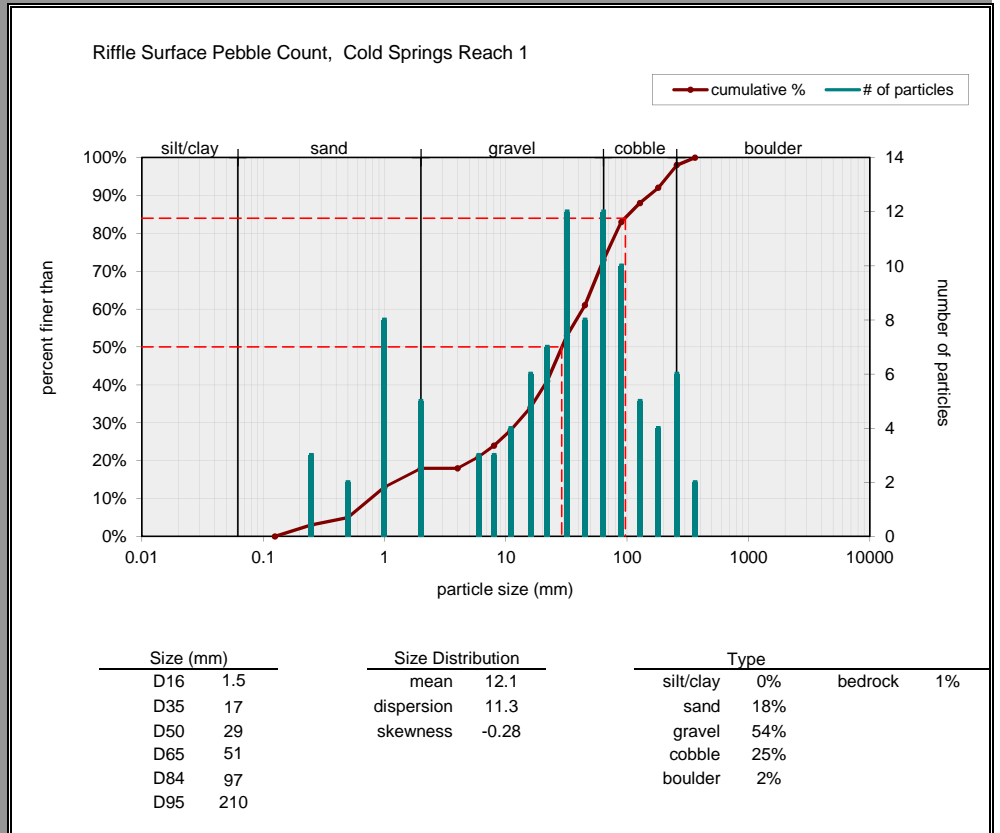 Riffle Surface Pebble Count,  Cold Springs Reach 1
cumulative %  # of particles
silt/clay  sand  gravel  cobble  boulder
100%  14
90%
80%  12
70%  10
60%  8
50%
40%  6
30%  4
20%
10%  2
0%  0
percent finer than
number of particles
0.01  0.1  1  10  100  1000  10000
particle size (mm)
Size (mm)  Size Distribution  Type
D16  1.5  mean  12.1  silt/clay  0%  bedrock  1%
D35  17  dispersion  11.3  sand  18%
D50  29  skewness  -0.28  gravel  54%
D65  51  cobble  25%
D84  97  boulder  2%
D95  210